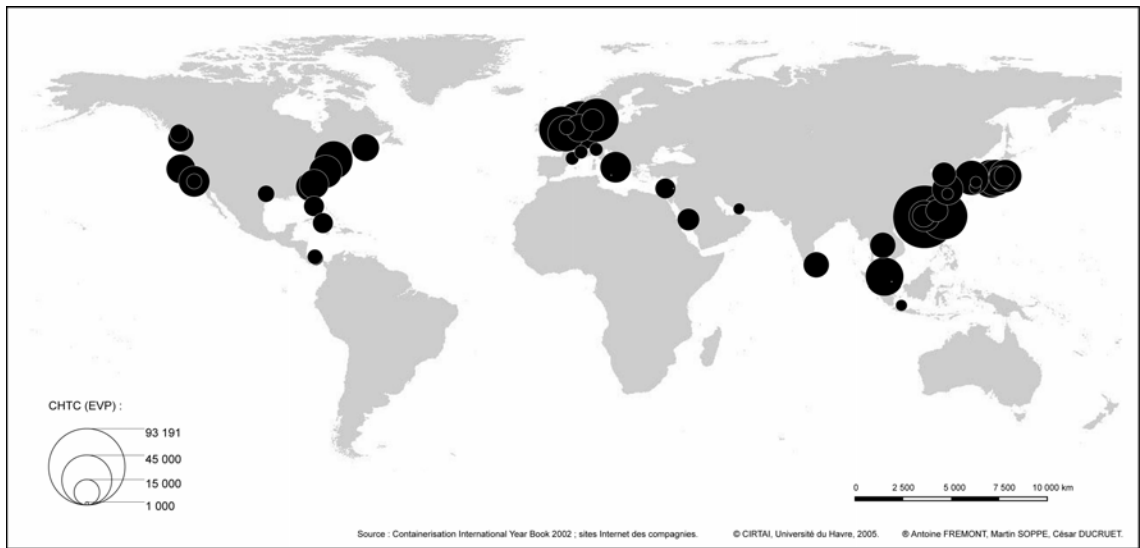 CHTC (EVP) :
93 191
45 000
15 000
1 000
0 2 500 5 000 7 500 10 000 km
Source : Containerisation International Year Book 2002 ; sites Internet des compagnies. © CIRTAI, Université du Havre, 2005. ® Antoine FREMONT, Martin SOPPE, César DUCRUET.